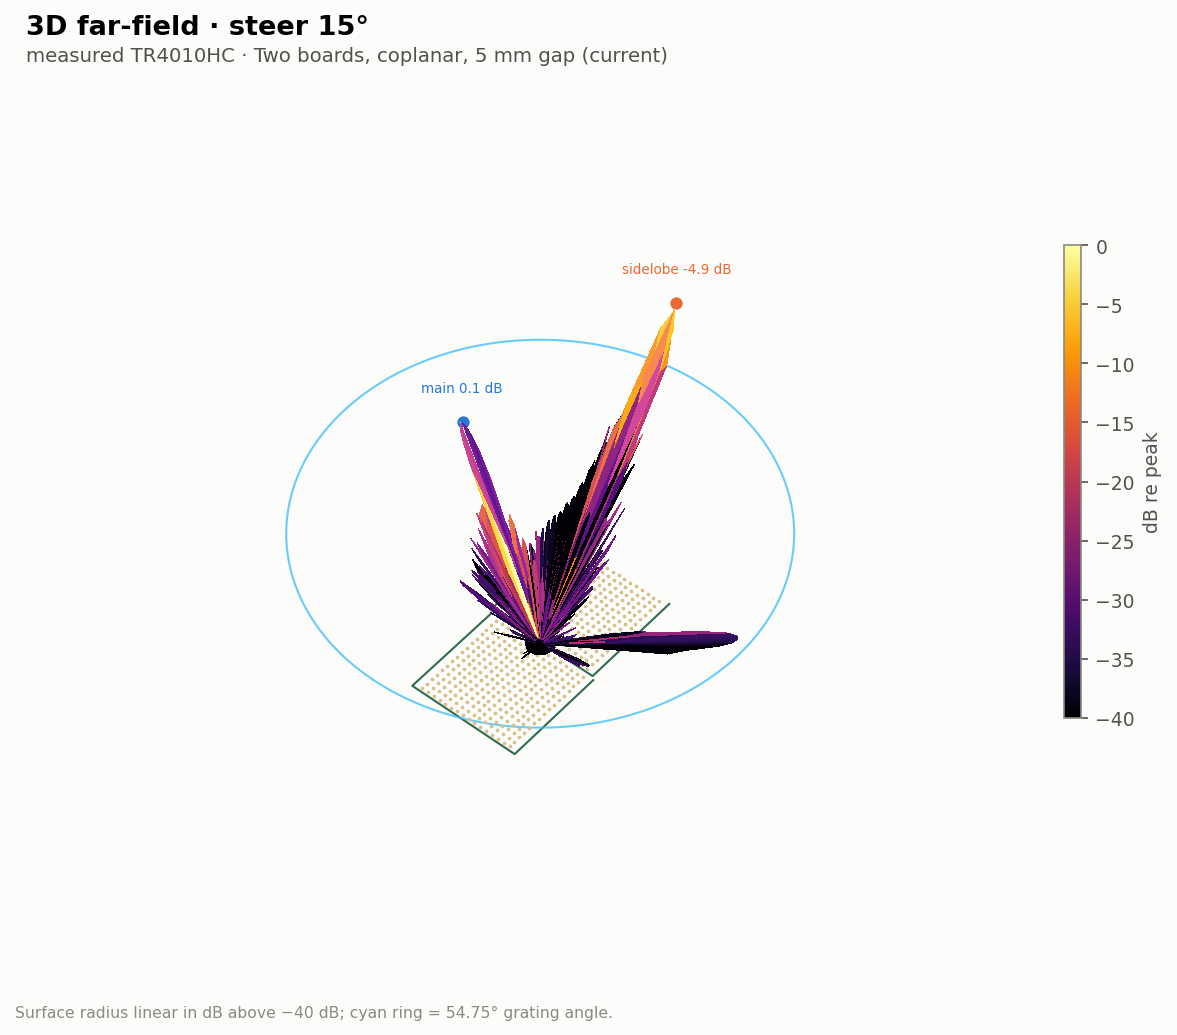 3D far-field · steer 15°
measured TR4010HC · Two boards, coplanar, 5 mm gap (current)
sidelobe -4.9 dB
main 0.1 dB
0
−5
−10
−15
−20
−25
−30
−35
−40
dB re peak
Surface radius linear in dB above −40 dB; cyan ring = 54.75° grating angle.